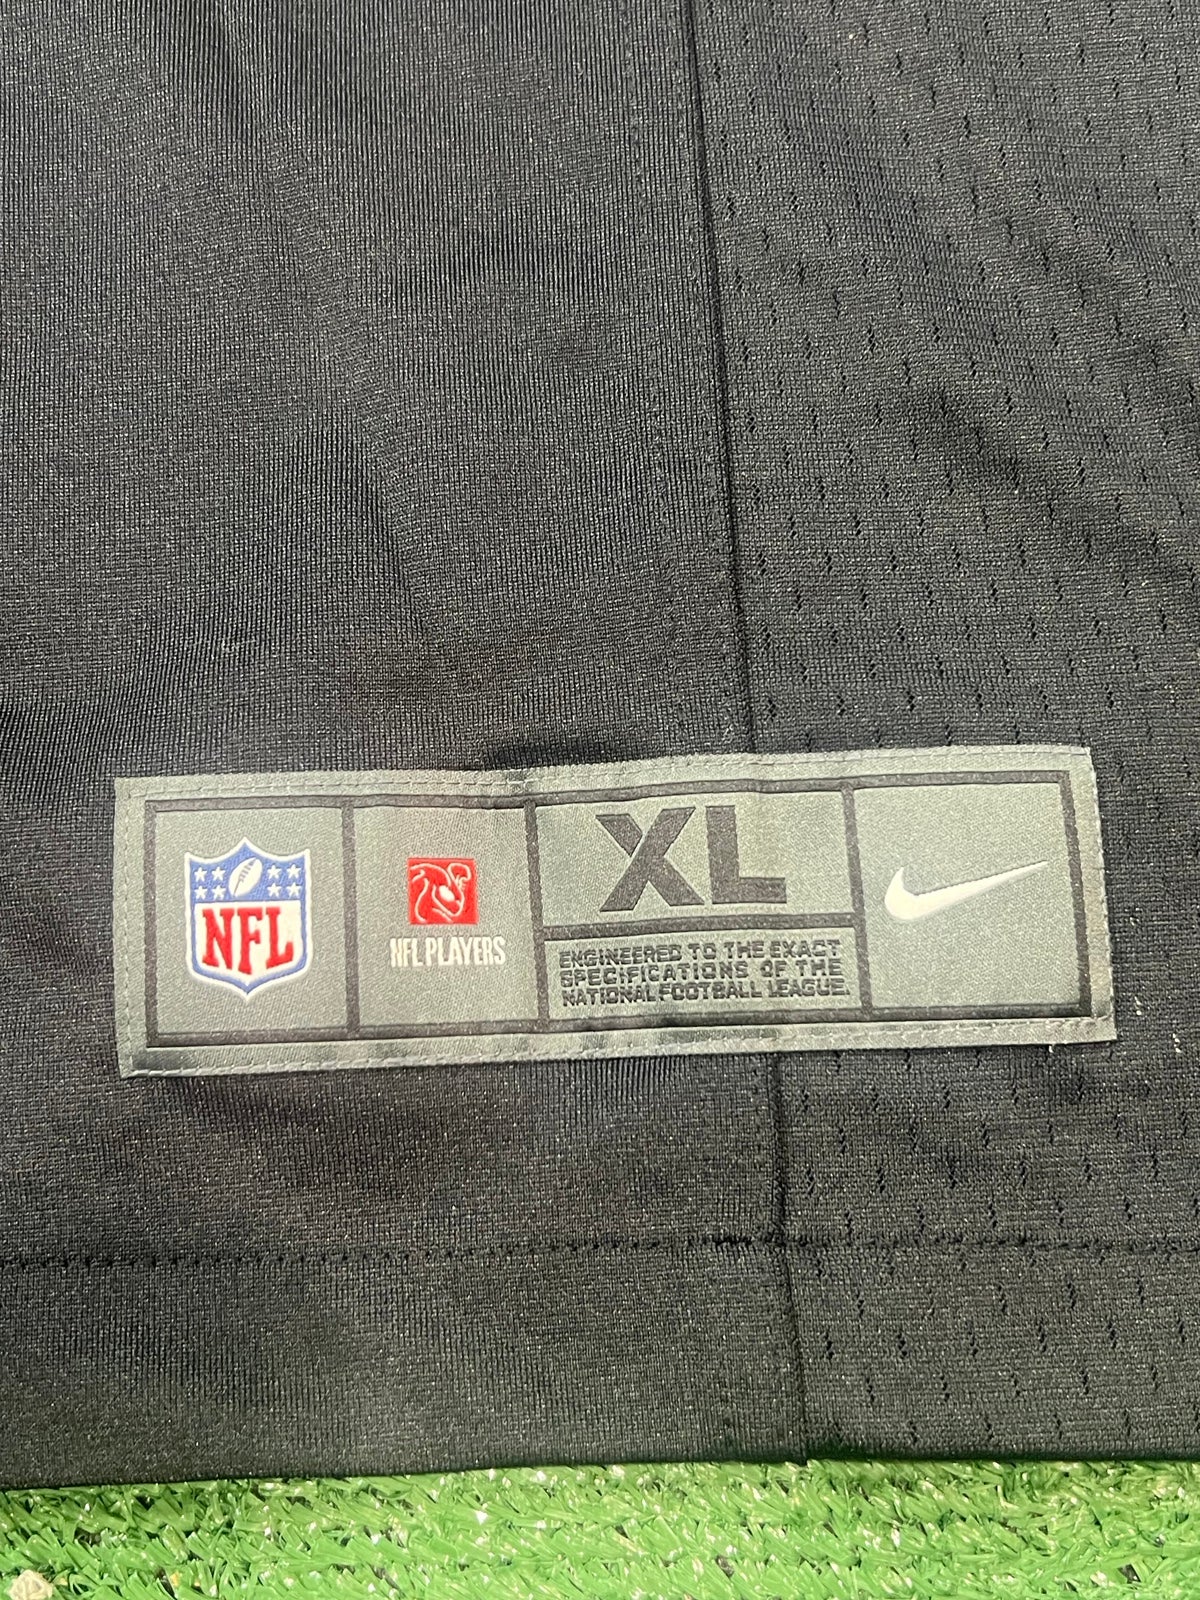 NFL
NFL PLAYERS
XL
ENGINEERED TO THE EXACT
SPECIFICATIONS OF THE
NATIONAL FOOTBALL LEAGUE.